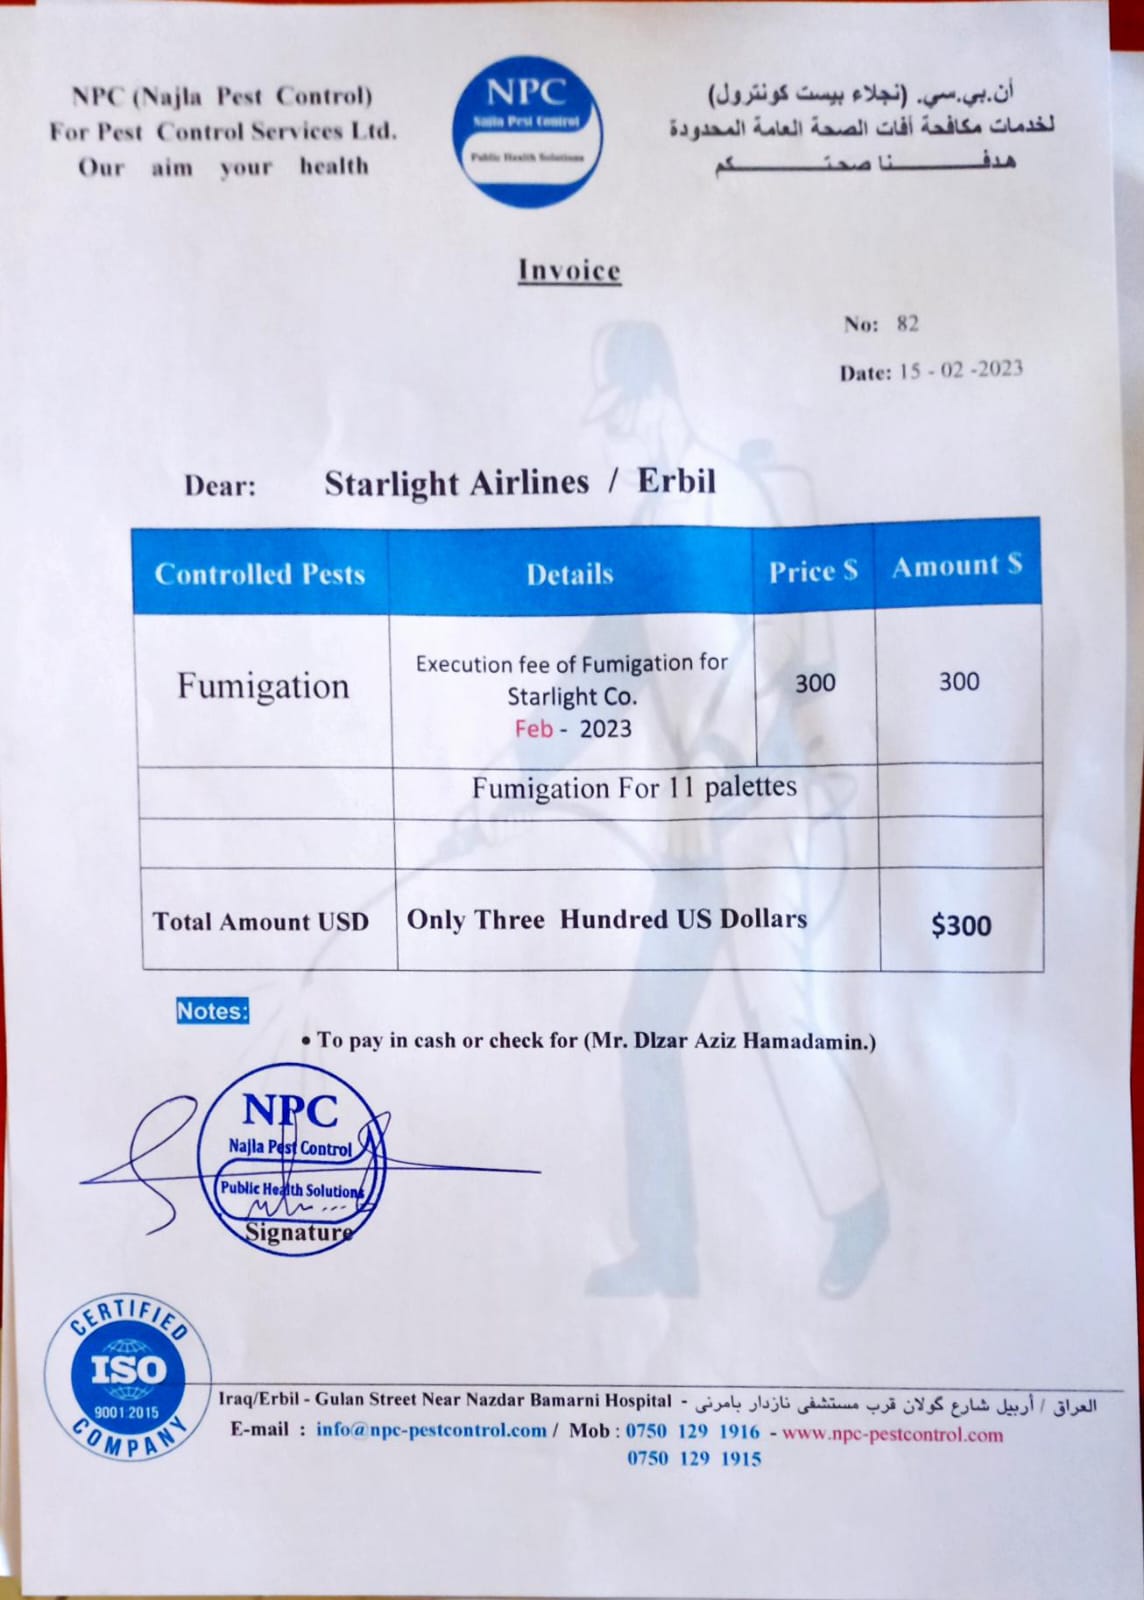 NPC (Najla Pest Control)
For Pest Control Services Ltd.
Our aim your health
NPC
Najla Pest Control
Public Health Solutions
أن.بي.سي. (نجلاء بيست كونترول)
لخدمات مكافحة أفات الصحة العامة المحدودة
هدفـــــــــنا صحتــــــــــــكم
Invoice
No: 82
Date: 15 - 02 -2023
Dear: Starlight Airlines / Erbil
Controlled Pests Details Price $ Amount $
Execution fee of Fumigation for
Fumigation Starlight Co. 300 300
Feb - 2023
Fumigation For 11 palettes
Total Amount USD Only Three Hundred US Dollars $300
Notes:
• To pay in cash or check for (Mr. Dlzar Aziz Hamadamin.)
NPC
Najla Pest Control
Public Health Solutions
Signature
CERTIFIED
ISO
9001:2015
COMPANY
Iraq/Erbil - Gulan Street Near Nazdar Bamarni Hospital - العراق / أربيل شارع گولان قرب مستشفى نازدار بامرنى
E-mail : info@npc-pestcontrol.com / Mob : 0750 129 1916 - www.npc-pestcontrol.com
0750 129 1915